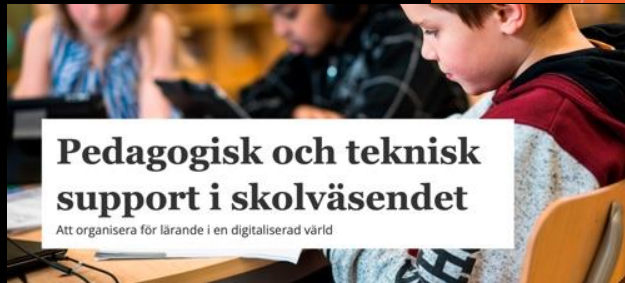 Pedagogisk och teknisk
support i skolväsendet
Att organisera för lärande i en digitaliserad värld